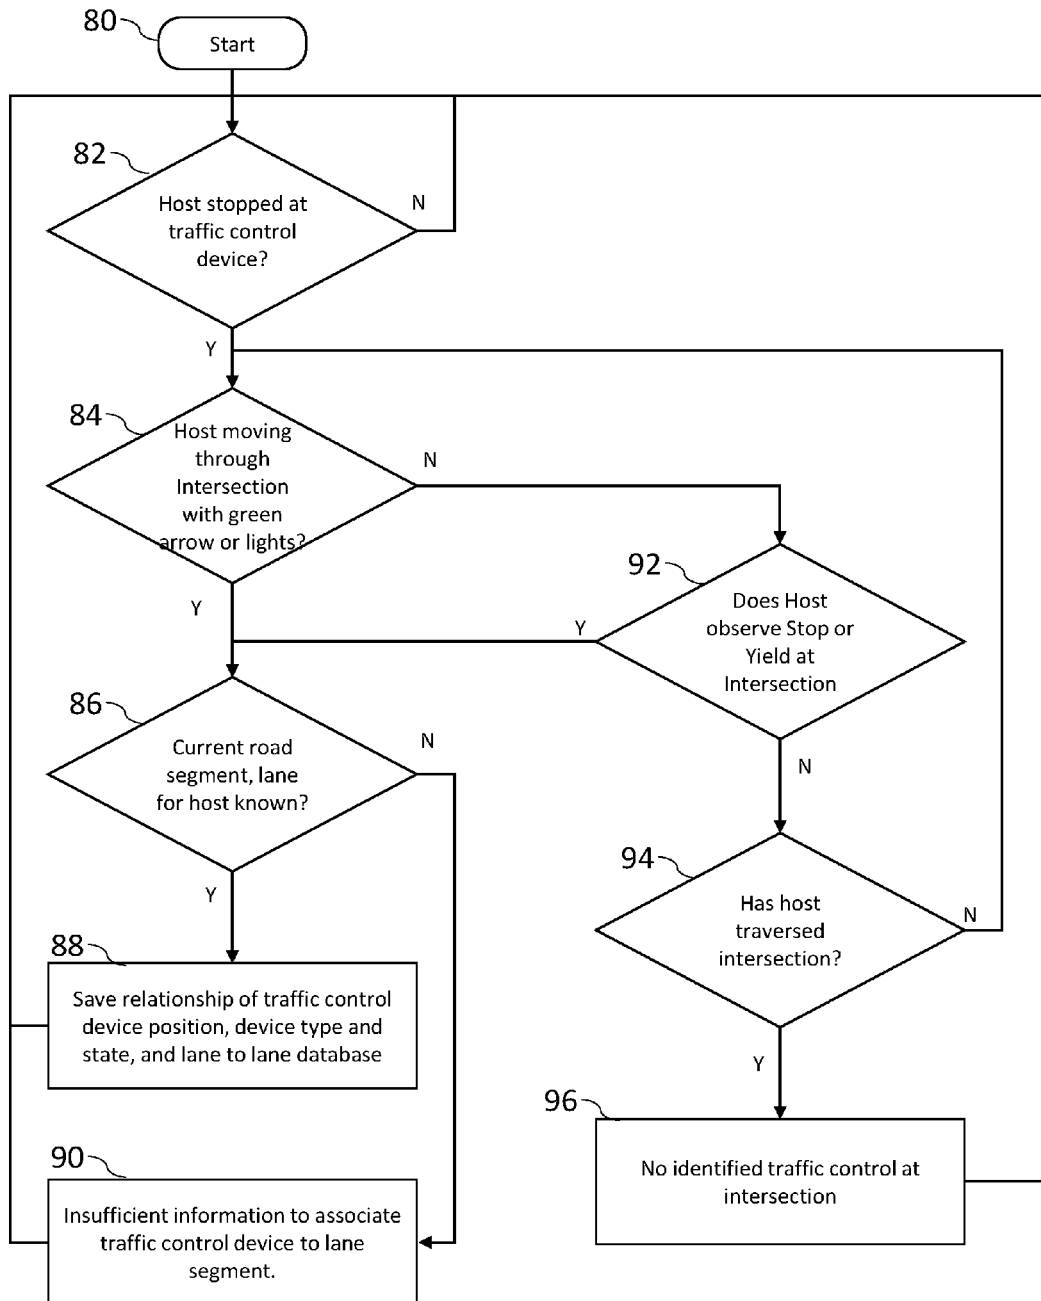 80
Start
82
Host stopped at
traffic control
device?
N
Y
84
Host moving
through
Intersection
with green
arrow or lights?
N
Y
92
Does Host
observe Stop or
Yield at
Intersection
Y
N
86
Current road
segment, lane
for host known?
N
Y
94
Has host
traversed
intersection?
N
Y
88
Save relationship of traffic control
device position, device type and
state, and lane to lane database
96
No identified traffic control at
intersection
90
Insufficient information to associate
traffic control device to lane
segment.